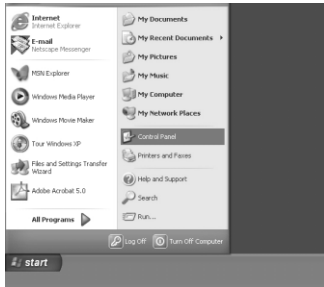 Internet
Internet Explorer
E-mail
Netscape Messenger
MSN Explorer
Windows Media Player
Windows Movie Maker
Tour Windows XP
Files and Settings Transfer
Wizard
Adobe Acrobat 5.0
All Programs
My Documents
My Recent Documents
My Pictures
My Music
My Computer
My Network Places
Control Panel
Printers and Faxes
Help and Support
Search
Run...
Log Off
Turn Off Computer
start